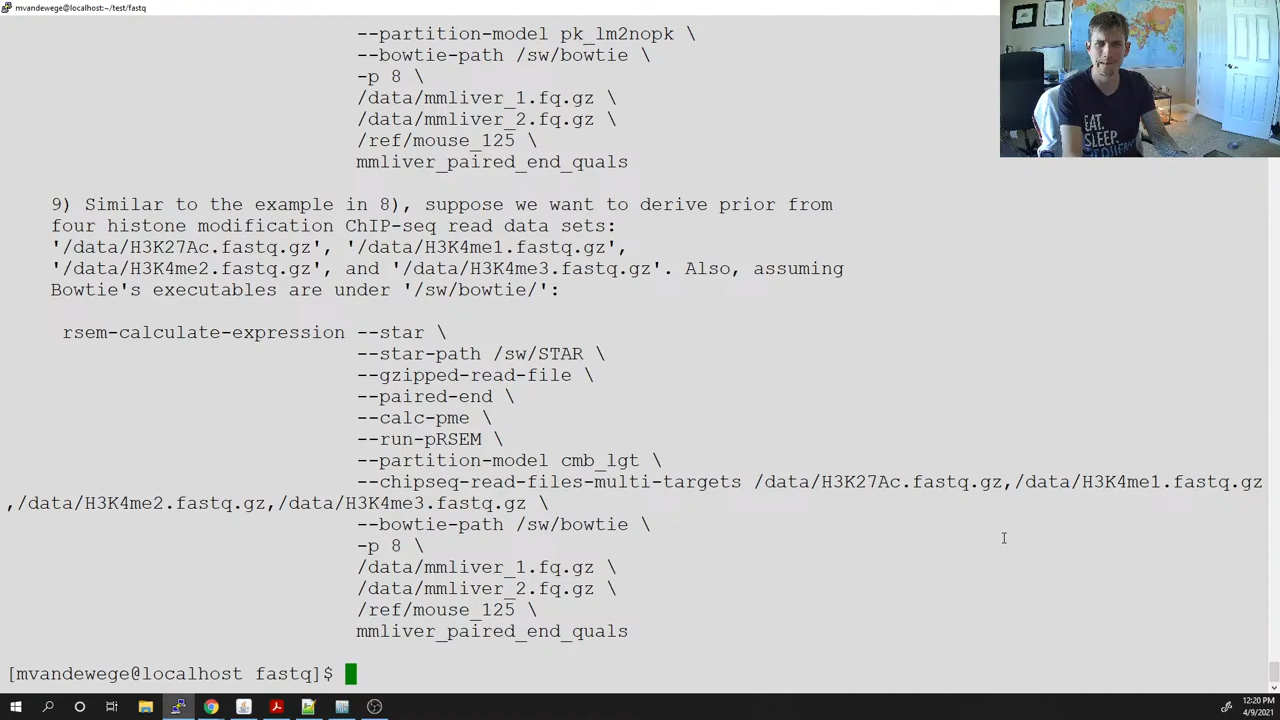 mvandewege@localhost:~/test/fastq
--partition-model pk_lm2nopk \
--bowtie-path /sw/bowtie \
-p 8 \
/data/mmliver_1.fq.gz \
/data/mmliver_2.fq.gz \
/ref/mouse_125 \
mmliver_paired_end_quals
EAT.
SLEEP.
9) Similar to the example in 8), suppose we want to derive prior from
four histone modification ChIP-seq read data sets:
'/data/H3K27Ac.fastq.gz', '/data/H3K4me1.fastq.gz',
'/data/H3K4me2.fastq.gz', and '/data/H3K4me3.fastq.gz'. Also, assuming
Bowtie's executables are under '/sw/bowtie/':
rsem-calculate-expression --star \
--star-path /sw/STAR \
--gzipped-read-file \
--paired-end \
--calc-pme \
--run-pRSEM \
--partition-model cmb_lgt \
--chipseq-read-files-multi-targets /data/H3K27Ac.fastq.gz,/data/H3K4me1.fastq.gz
,/data/H3K4me2.fastq.gz,/data/H3K4me3.fastq.gz \
--bowtie-path /sw/bowtie \
-p 8 \
/data/mmliver_1.fq.gz \
/data/mmliver_2.fq.gz \
/ref/mouse_125 \
mmliver_paired_end_quals
[mvandewege@localhost fastq]$
12:20 PM
4/9/2021